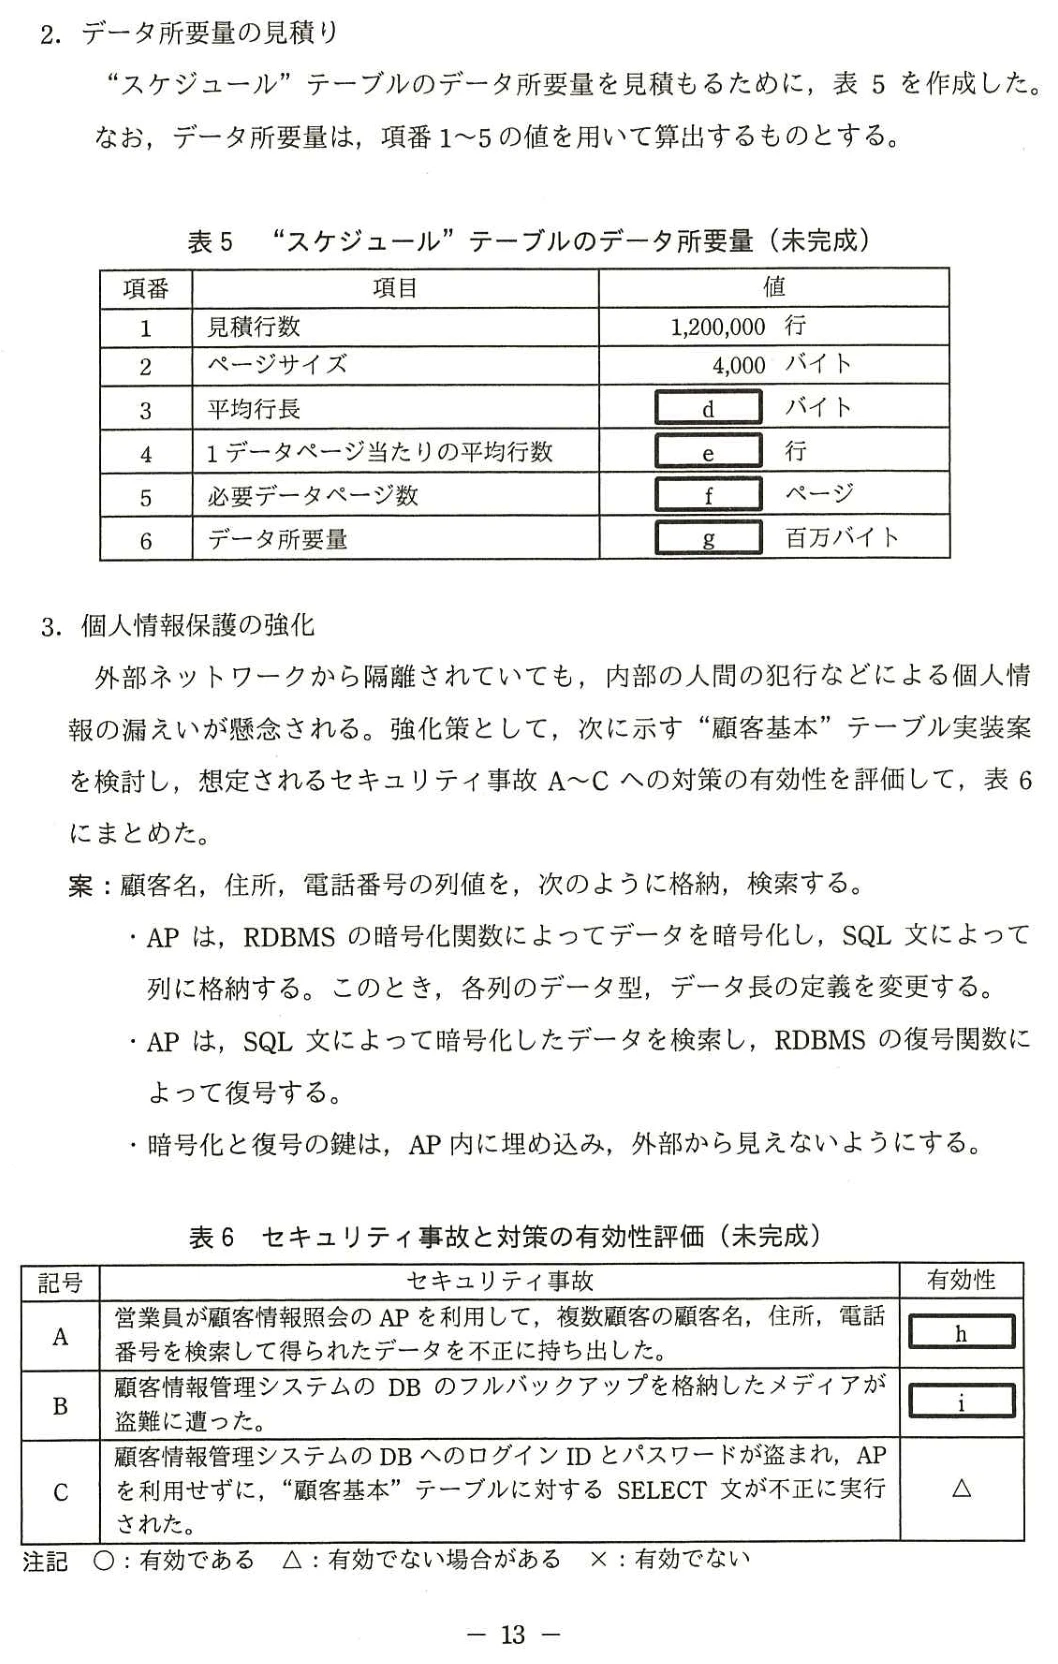 2. データ所要量の見積り
“スケジュール” テーブルのデータ所要量を見積もるために，表 5 を作成した。
なお，データ所要量は，項番 1～5 の値を用いて算出するものとする。
表 5 “スケジュール” テーブルのデータ所要量（未完成）
項番 項目 値
1 見積行数 1,200,000 行
2 ページサイズ 4,000 バイト
3 平均行長 d バイト
4 1 データページ当たりの平均行数 e 行
5 必要データページ数 f ページ
6 データ所要量 g 百万バイト
3. 個人情報保護の強化
外部ネットワークから隔離されていても，内部の人間の犯行などによる個人情
報の漏えいが懸念される。強化策として，次に示す “顧客基本” テーブル実装案
を検討し，想定されるセキュリティ事故 A～C への対策の有効性を評価して，表 6
にまとめた。
案：顧客名，住所，電話番号の列値を，次のように格納，検索する。
・AP は，RDBMS の暗号化関数によってデータを暗号化し，SQL 文によって
列に格納する。このとき，各列のデータ型，データ長の定義を変更する。
・AP は，SQL 文によって暗号化したデータを検索し，RDBMS の復号関数に
よって復号する。
・暗号化と復号の鍵は，AP 内に埋め込み，外部から見えないようにする。
表 6 セキュリティ事故と対策の有効性評価（未完成）
記号 セキュリティ事故 有効性
A 営業員が顧客情報照会の AP を利用して，複数顧客の顧客名，住所，電話 h
番号を検索して得られたデータを不正に持ち出した。
B 顧客情報管理システムの DB のフルバックアップを格納したメディアが i
盗難に遭った。
顧客情報管理システムの DB へのログイン ID とパスワードが盗まれ，AP
C を利用せずに，“顧客基本” テーブルに対する SELECT 文が不正に実行 △
された。
注記 ○：有効である △：有効でない場合がある ×：有効でない
－ 13 －